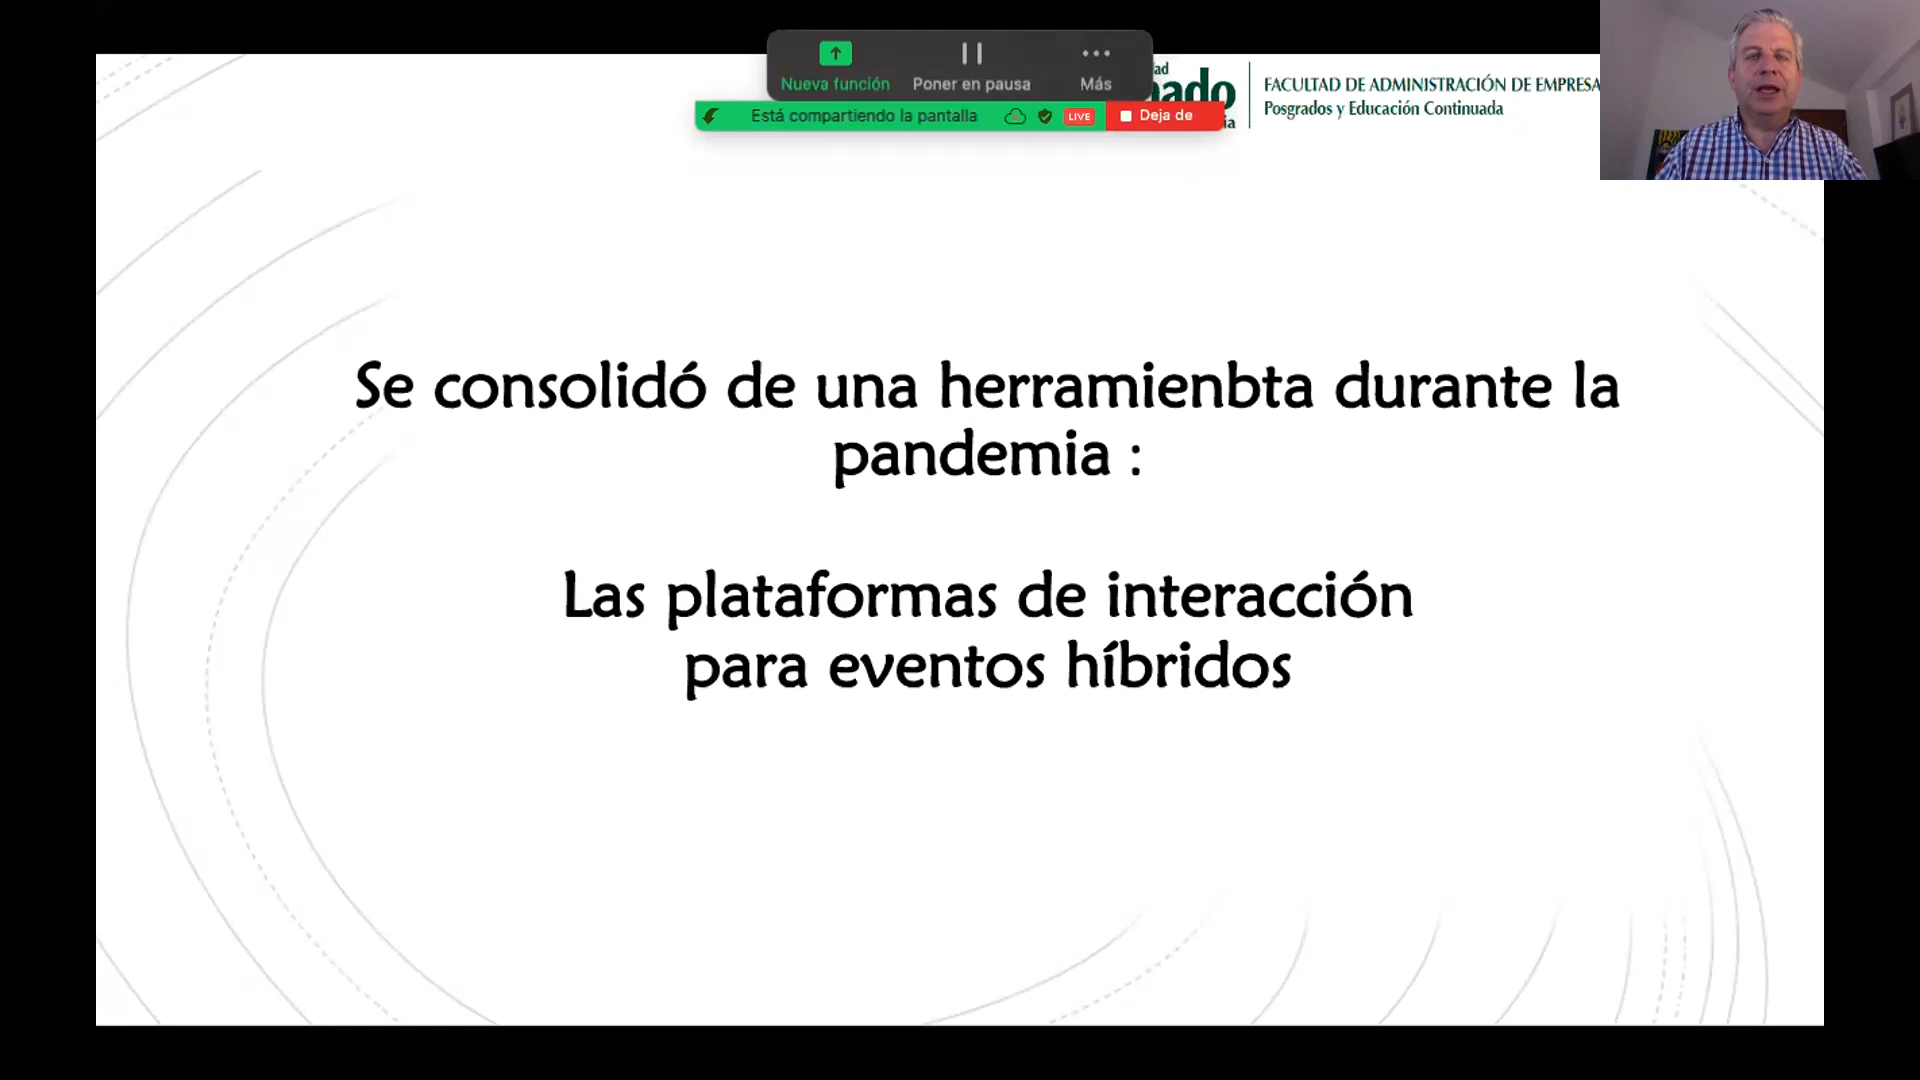 Nueva función
Poner en pausa
Más
Está compartiendo la pantalla
LIVE
Deja de
FACULTAD DE ADMINISTRACIÓN DE EMPRESA
Posgrados y Educación Continuada
Se consolidó de una herramienbta durante la
pandemia :
Las plataformas de interacción
para eventos híbridos